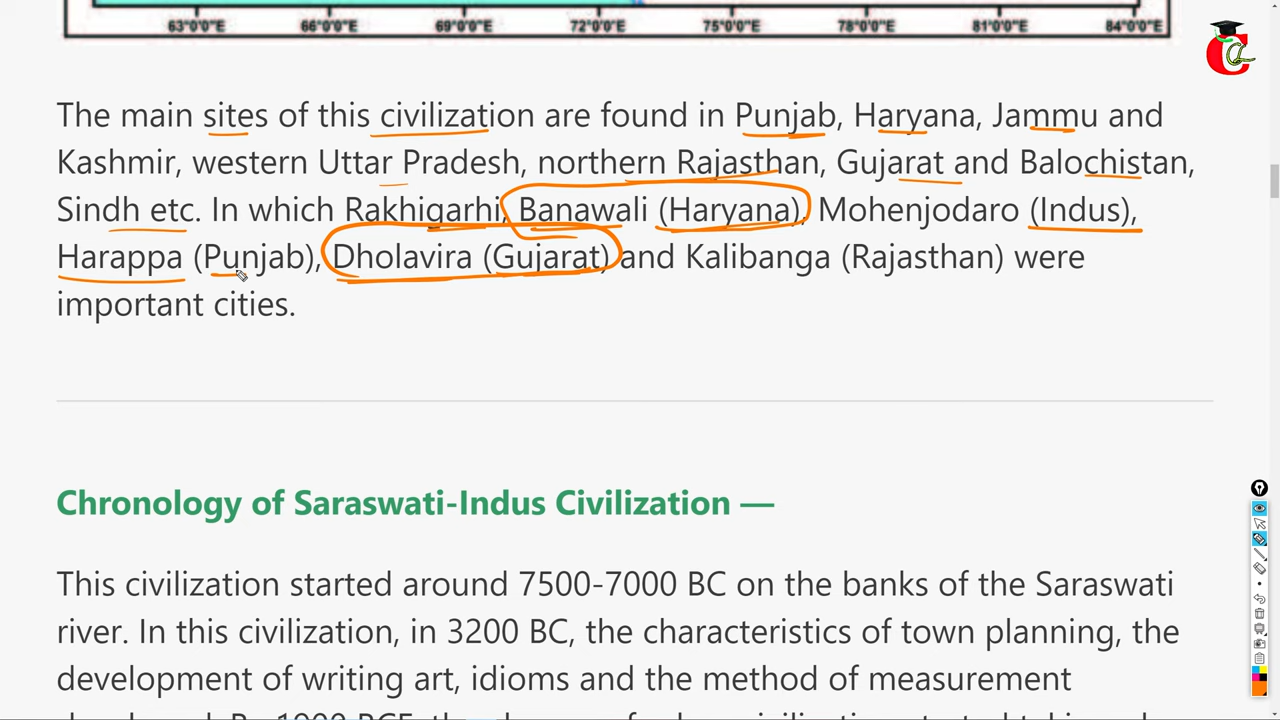 63°0'0"E 66°0'0"E 69°0'0"E 72°0'0"E 75°0'0"E 78°0'0"E 81°0'0"E 84°0'0"E
The main sites of this civilization are found in Punjab, Haryana, Jammu and
Kashmir, western Uttar Pradesh, northern Rajasthan, Gujarat and Balochistan,
Sindh etc. In which Rakhigarhi, Banawali (Haryana), Mohenjodaro (Indus),
Harappa (Punjab), Dholavira (Gujarat) and Kalibanga (Rajasthan) were
important cities.
Chronology of Saraswati-Indus Civilization —
This civilization started around 7500-7000 BC on the banks of the Saraswati
river. In this civilization, in 3200 BC, the characteristics of town planning, the
development of writing art, idioms and the method of measurement